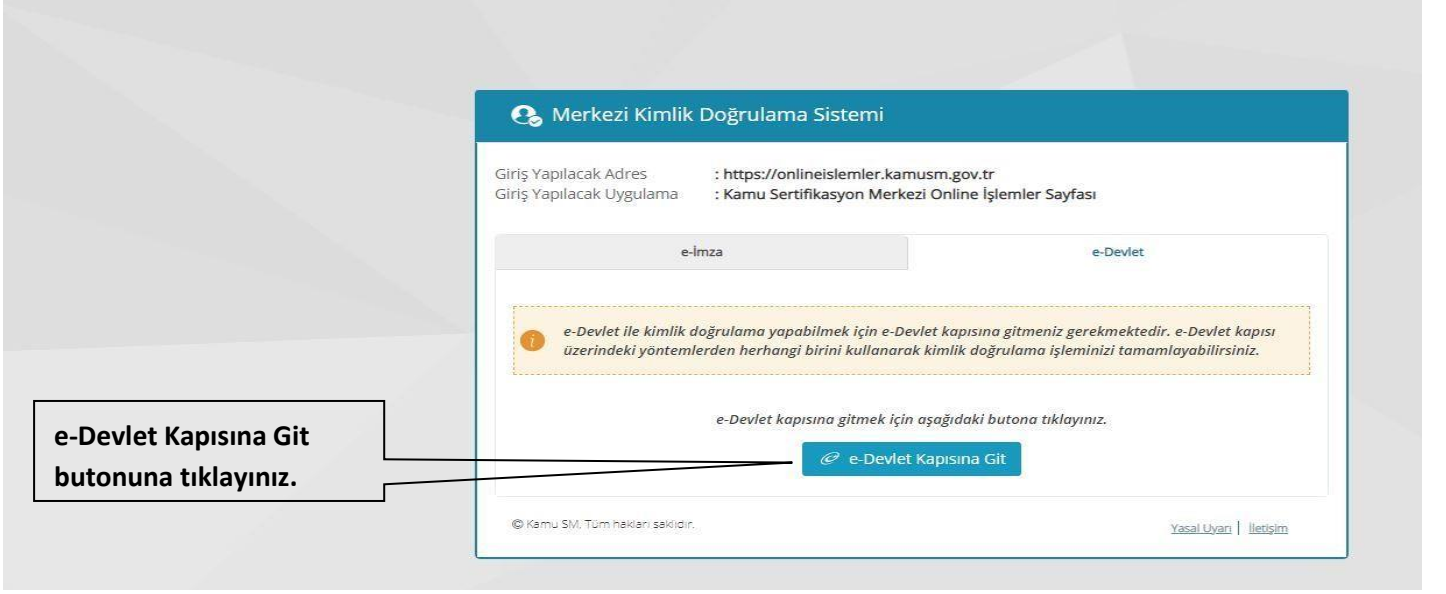 Merkezi Kimlik Doğrulama Sistemi
Giriş Yapılacak Adres : https://onlineislemler.kamusm.gov.tr
Giriş Yapılacak Uygulama : Kamu Sertifikasyon Merkezi Online İşlemler Sayfası
e-İmza
e-Devlet
e-Devlet ile kimlik doğrulama yapabilmek için e-Devlet kapısına gitmeniz gerekmektedir. e-Devlet kapısı
üzerindeki yöntemlerden herhangi birini kullanarak kimlik doğrulama işleminizi tamamlayabilirsiniz.
e-Devlet kapısına gitmek için aşağıdaki butona tıklayınız.
e-Devlet Kapısına Git
e-Devlet Kapısına Git
butonuna tıklayınız.
© Kamu SM, Tüm hakları saklıdır.
Yasal Uyarı | İletişim